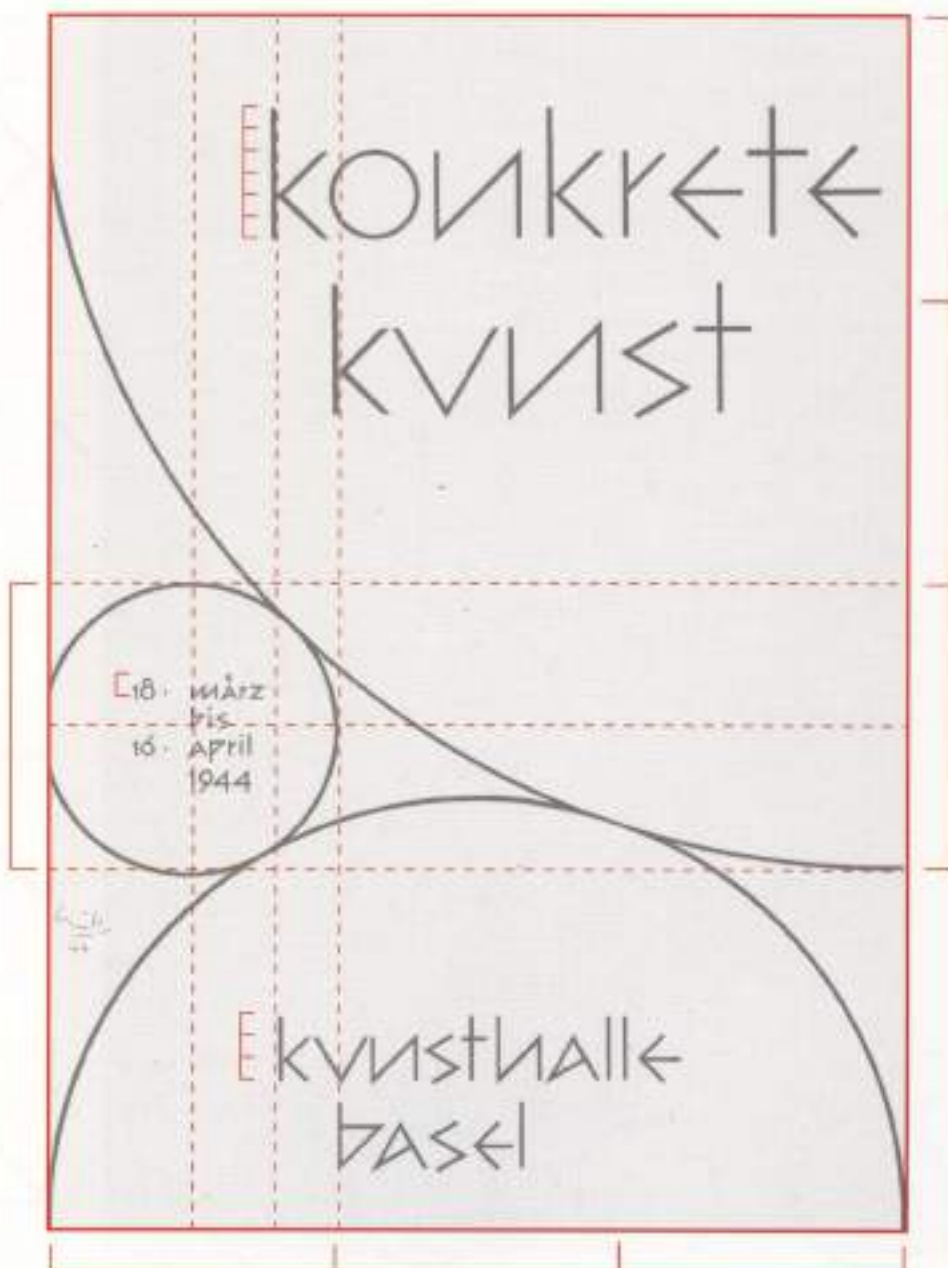 konkrete
kunst
18. märz
bis
16. april
1944
kunsthalle
basel